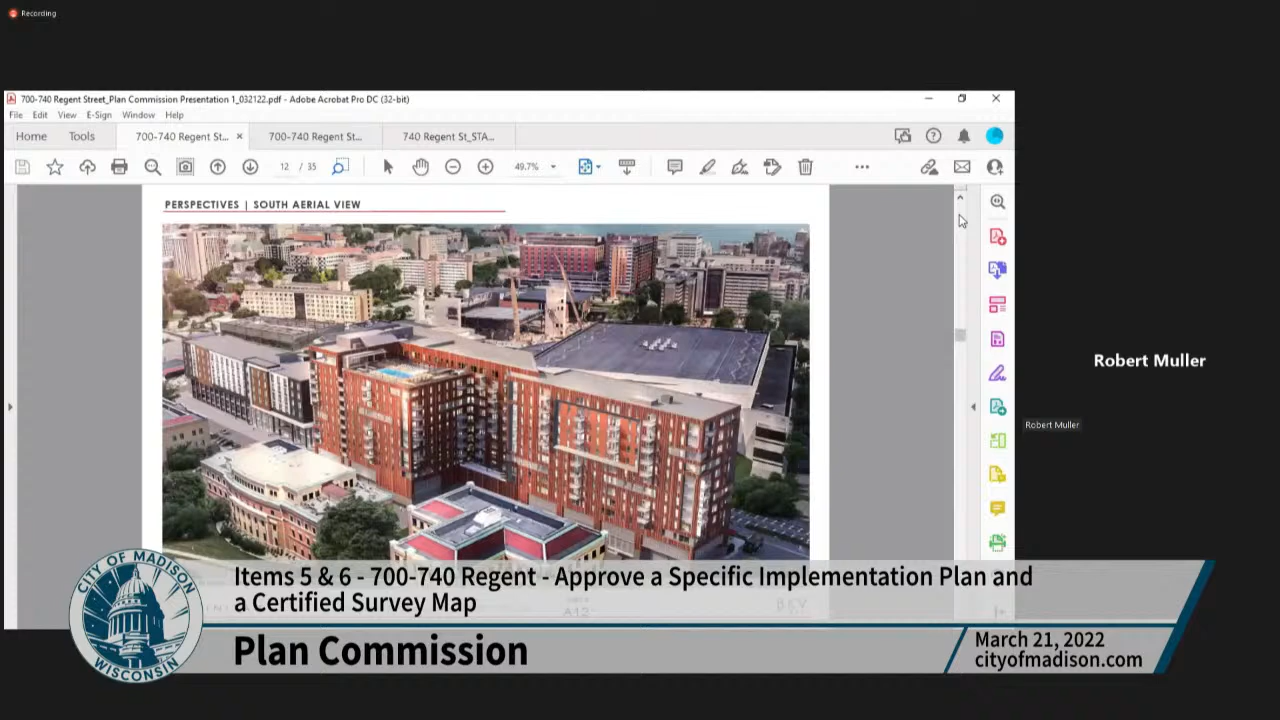 Recording
700-740 Regent Street_Plan Commission Presentation 1_032122.pdf - Adobe Acrobat Pro DC (32-bit)
File Edit View E-Sign Window Help
Home Tools 700-740 Regent St... × 700-740 Regent St... 740 Regent St_STA...
12 / 35 49.7%
PERSPECTIVES | SOUTH AERIAL VIEW
Robert Muller
Robert Muller
A12
CITY OF MADISON
WISCONSIN
Items 5 & 6 - 700-740 Regent - Approve a Specific Implementation Plan and
a Certified Survey Map
Plan Commission
March 21, 2022
cityofmadison.com